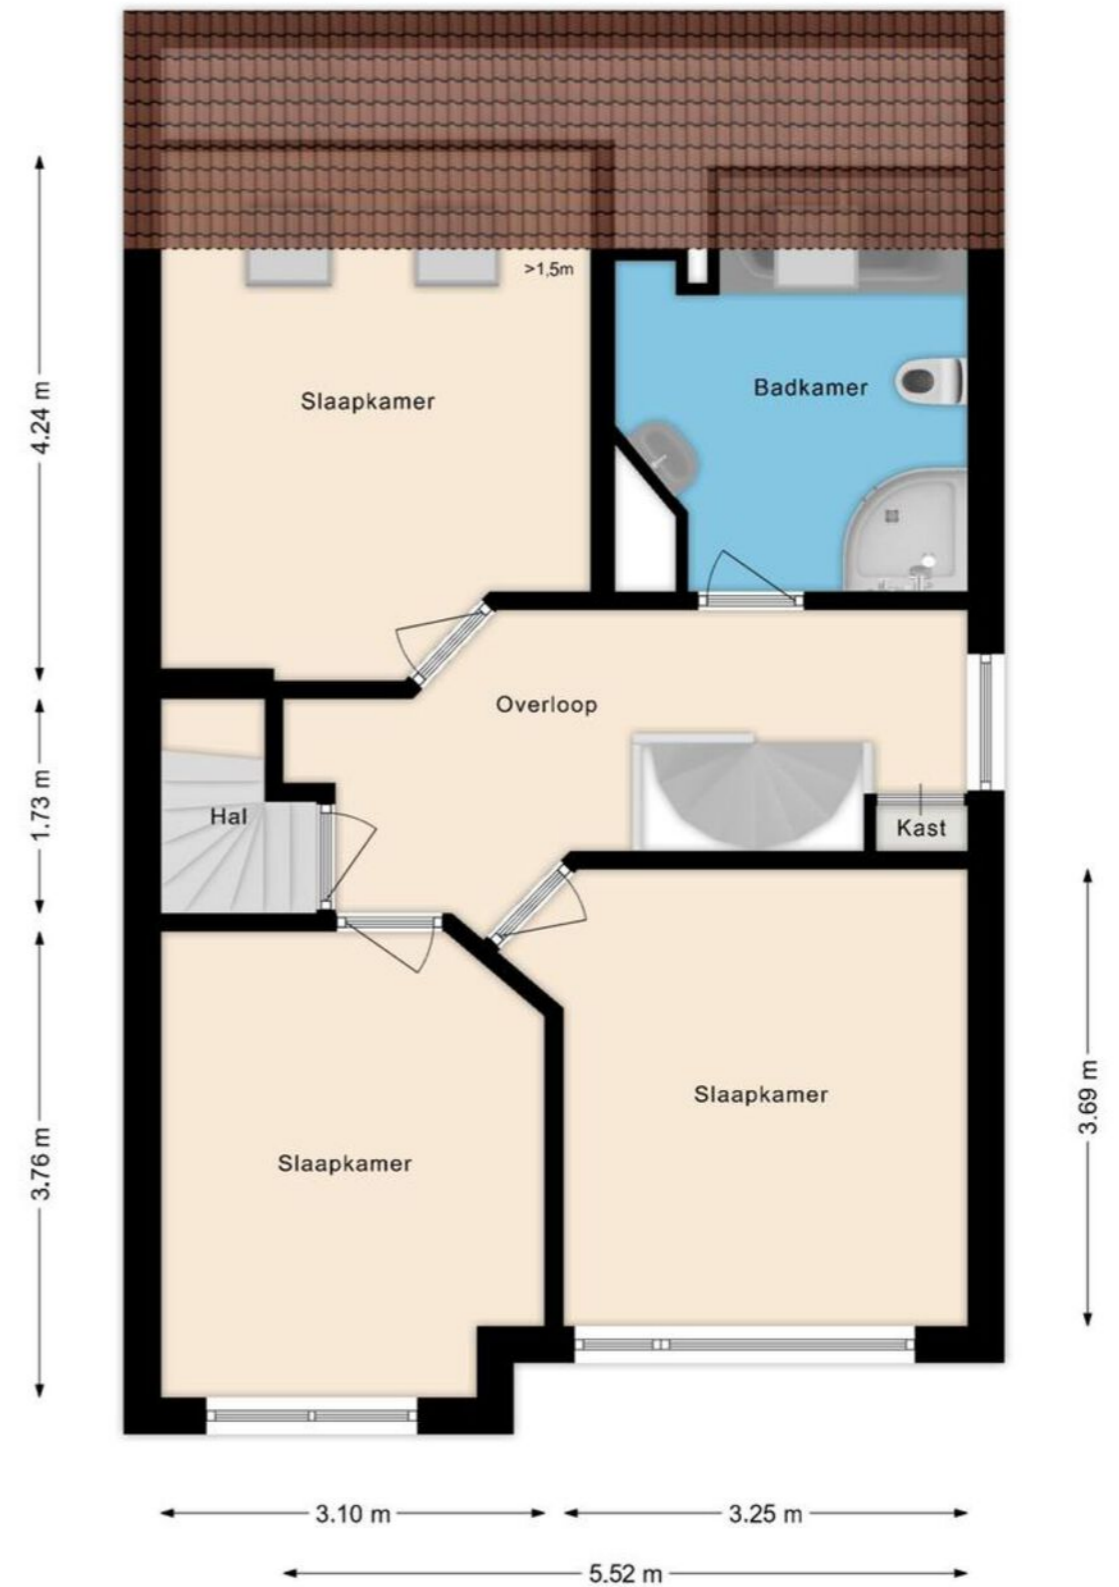 >1,5m
Slaapkamer
Badkamer
4.24 m
Overloop
Hal
Kast
1.73 m
Slaapkamer
3.69 m
Slaapkamer
3.76 m
3.10 m
3.25 m
5.52 m